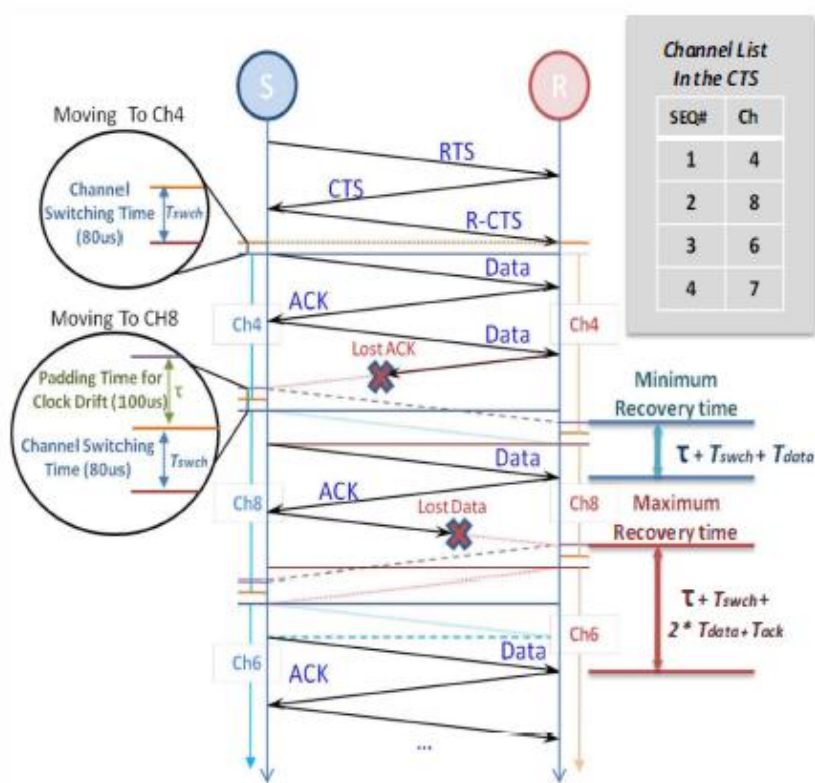 Channel List
In the CTS
SEQ# Ch
1 4
2 8
3 6
4 7
S
R
Moving To Ch4
Channel
Switching Time
(80us)
Tswch
RTS
CTS
R-CTS
Data
ACK
Ch4
Ch4
Data
Lost ACK
Moving To CH8
Padding Time for
Clock Drift (100us)
τ
Channel Switching
Time (80us)
Tswch
Minimum
Recovery time
τ + Tswch + Tdata
Data
ACK
Ch8
Ch8
Lost Data
Maximum
Recovery time
τ + Tswch +
2 * Tdata + Tack
Ch6
Ch6
Data
ACK
...